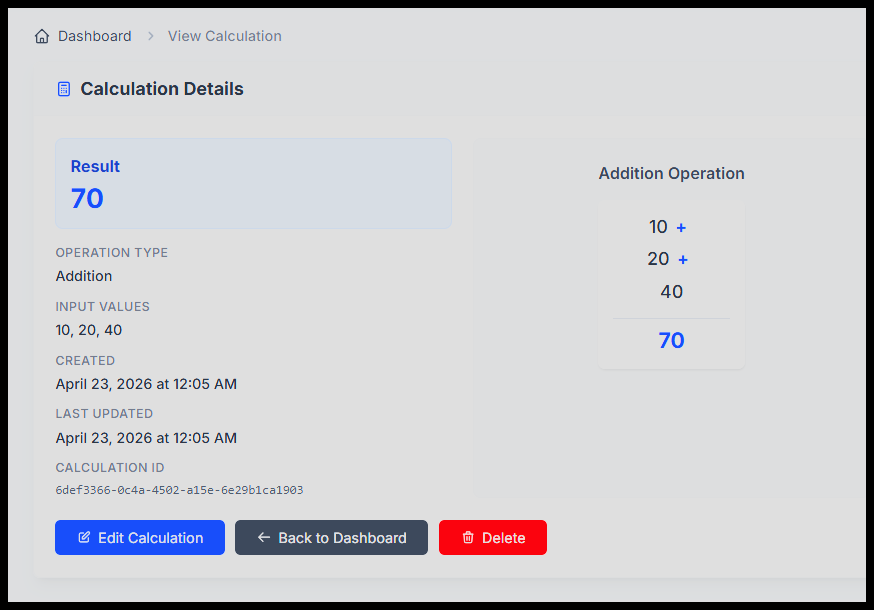 Dashboard > View Calculation
Calculation Details
Result
70
OPERATION TYPE
Addition
INPUT VALUES
10, 20, 40
CREATED
April 23, 2026 at 12:05 AM
LAST UPDATED
April 23, 2026 at 12:05 AM
CALCULATION ID
6def3366-0c4a-4502-a15e-6e29b1ca1903
Addition Operation
10 +
20 +
40
70
Edit Calculation
Back to Dashboard
Delete